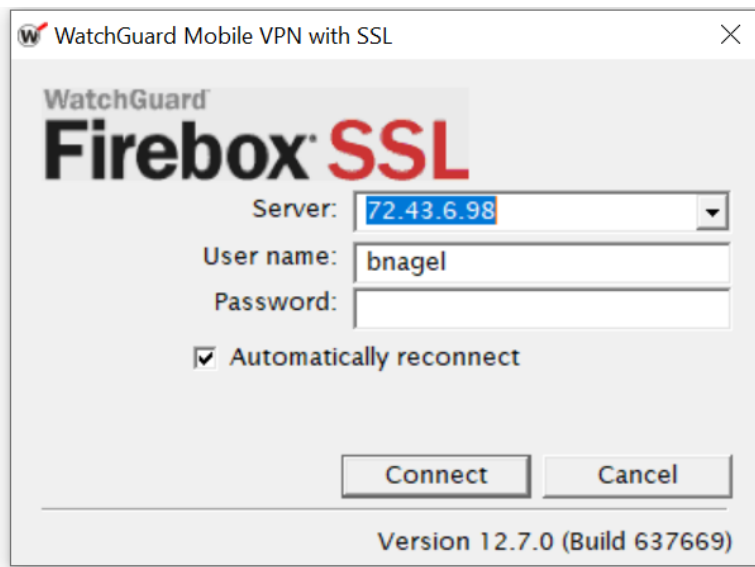 WatchGuard Mobile VPN with SSL
WatchGuard
Firebox SSL
Server: 72.43.6.98
User name: bnagel
Password:
Automatically reconnect
Connect Cancel
Version 12.7.0 (Build 637669)